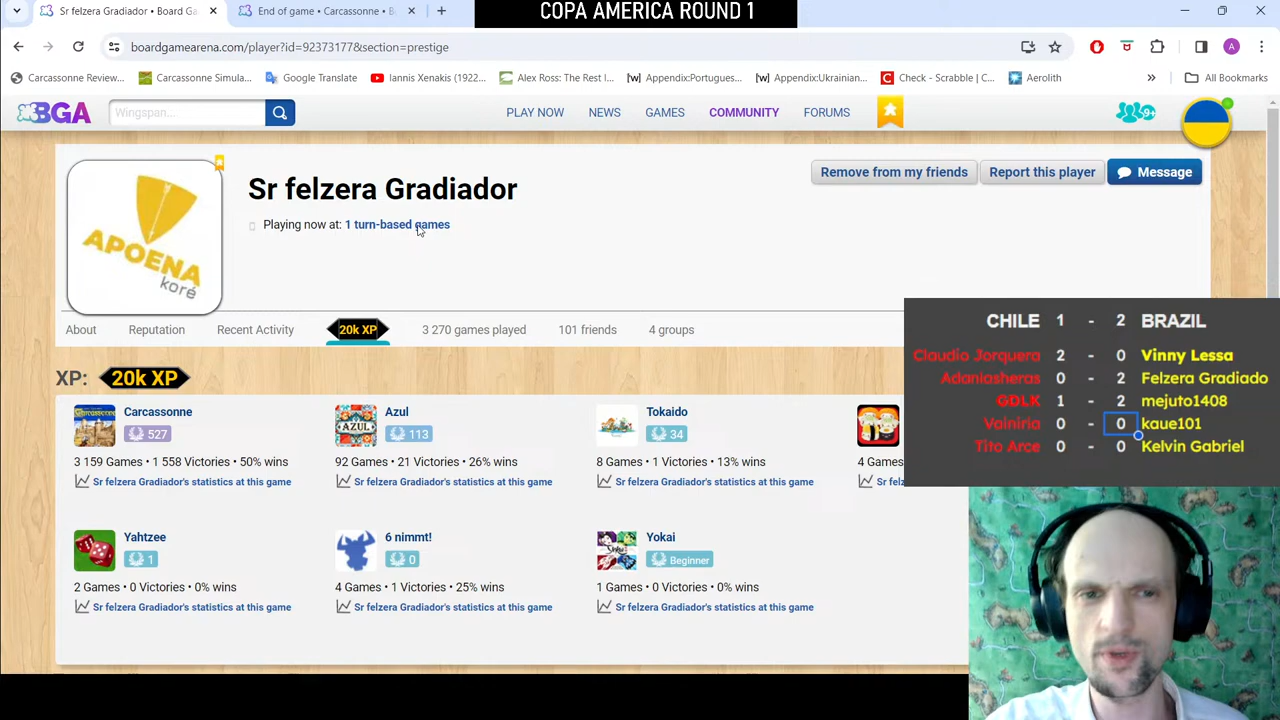 COPA AMERICA ROUND 1
Sr felzera Gradiador • Board Ga
End of game • Carcassonne • B
boardgamearena.com/player?id=92373177&section=prestige
A
Carcassonne Review...
Carcassonne Simula...
Google Translate
Iannis Xenakis (1922...
Alex Ross: The Rest I...
[w] Appendix:Portugues...
[w] Appendix:Ukrainian...
Check - Scrabble | C...
Aerolith
»
All Bookmarks
BGA
Wingspan....
PLAY NOW
NEWS
GAMES
COMMUNITY
FORUMS
9+
Sr felzera Gradiador
Remove from my friends
Report this player
Message
Playing now at: 1 turn-based games
APOENA
koré
About
Reputation
Recent Activity
20k XP
3 270 games played
101 friends
4 groups
CHILE 1 - 2 BRAZIL
Claudio Jorquera 2 - 0 Vinny Lessa
Adaniasheras 0 - 2 Felzera Gradiado
GDLK 1 - 2 mejuto1408
Valniria 0 - 0 kaue101
Tito Arce 0 - 0 Kelvin Gabriel
XP: 20k XP
Carcassonne
527
3 159 Games • 1 558 Victories • 50% wins
Sr felzera Gradiador's statistics at this game
Azul
113
92 Games • 21 Victories • 26% wins
Sr felzera Gradiador's statistics at this game
Tokaido
34
8 Games • 1 Victories • 13% wins
Sr felzera Gradiador's statistics at this game
4 Games
Sr fel
Yahtzee
1
2 Games • 0 Victories • 0% wins
Sr felzera Gradiador's statistics at this game
6 nimmt!
0
4 Games • 1 Victories • 25% wins
Sr felzera Gradiador's statistics at this game
Yokai
Beginner
1 Games • 0 Victories • 0% wins
Sr felzera Gradiador's statistics at this game